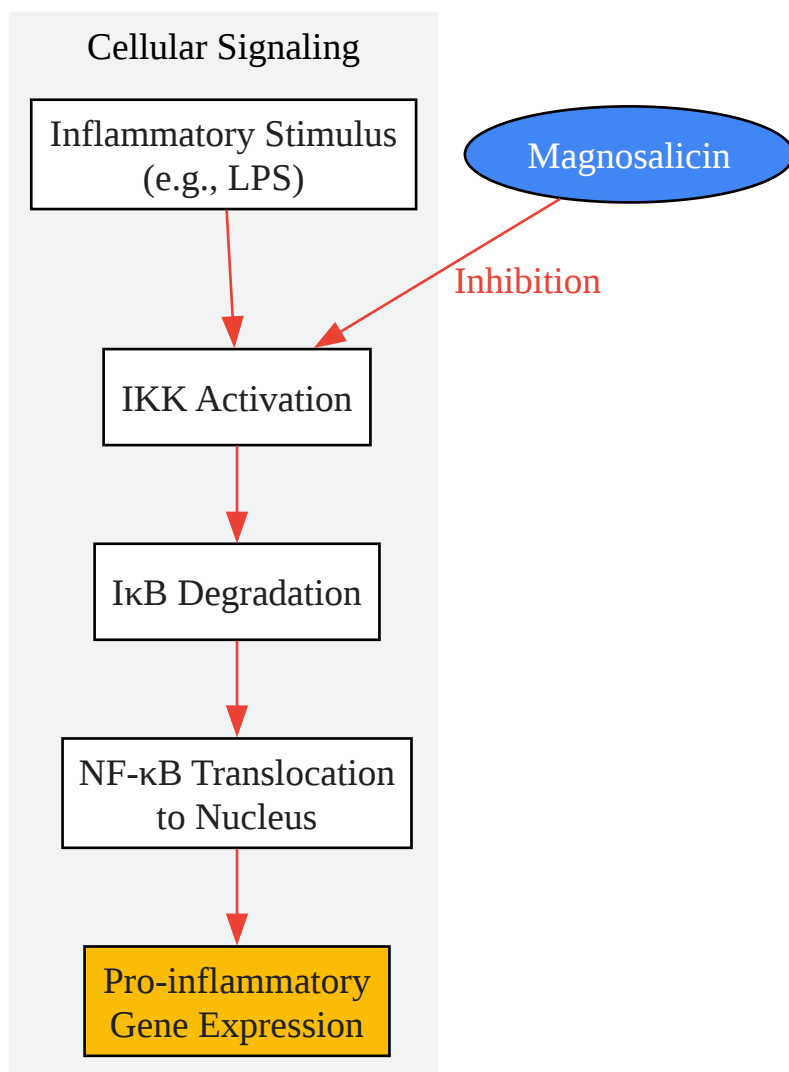 Cellular Signaling
Inflammatory Stimulus
(e.g., LPS)
Magnosalicin
Inhibition
IKK Activation
IκB Degradation
NF-κB Translocation
to Nucleus
Pro-inflammatory
Gene Expression